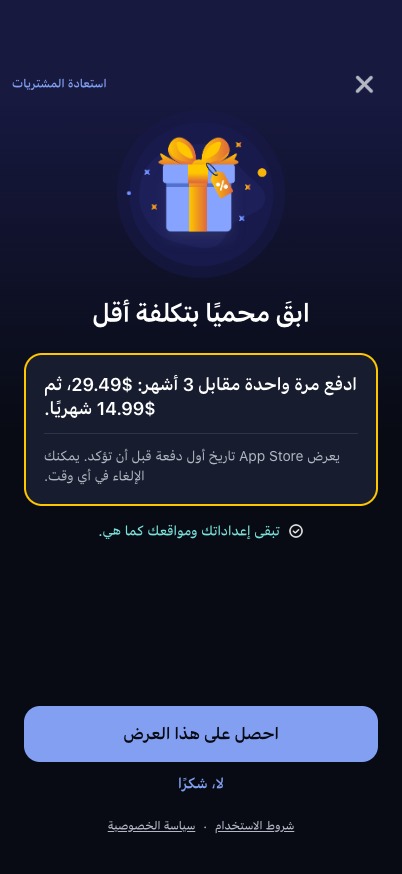 استعادة المشتريات
%
ابقَ محميًا بتكلفة أقل
ادفع مرة واحدة مقابل 3 أشهر: $29.49، ثم
$14.99 شهريًا.
يعرض App Store تاريخ أول دفعة قبل أن تؤكد. يمكنك
الإلغاء في أي وقت.
تبقى إعداداتك ومواقعك كما هي.
احصل على هذا العرض
لا، شكرًا
شروط الاستخدام · سياسة الخصوصية